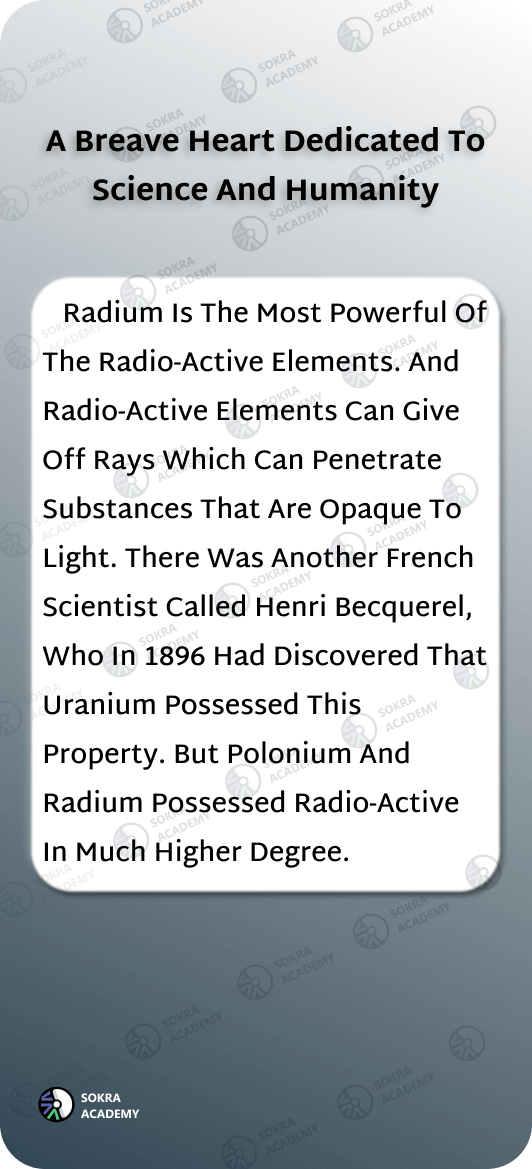 A Breave Heart Dedicated To
Science And Humanity
Radium Is The Most Powerful Of
The Radio-Active Elements. And
Radio-Active Elements Can Give
Off Rays Which Can Penetrate
Substances That Are Opaque To
Light. There Was Another French
Scientist Called Henri Becquerel,
Who In 1896 Had Discovered That
Uranium Possessed This
Property. But Polonium And
Radium Possessed Radio-Active
In Much Higher Degree.
SOKRA
ACADEMY